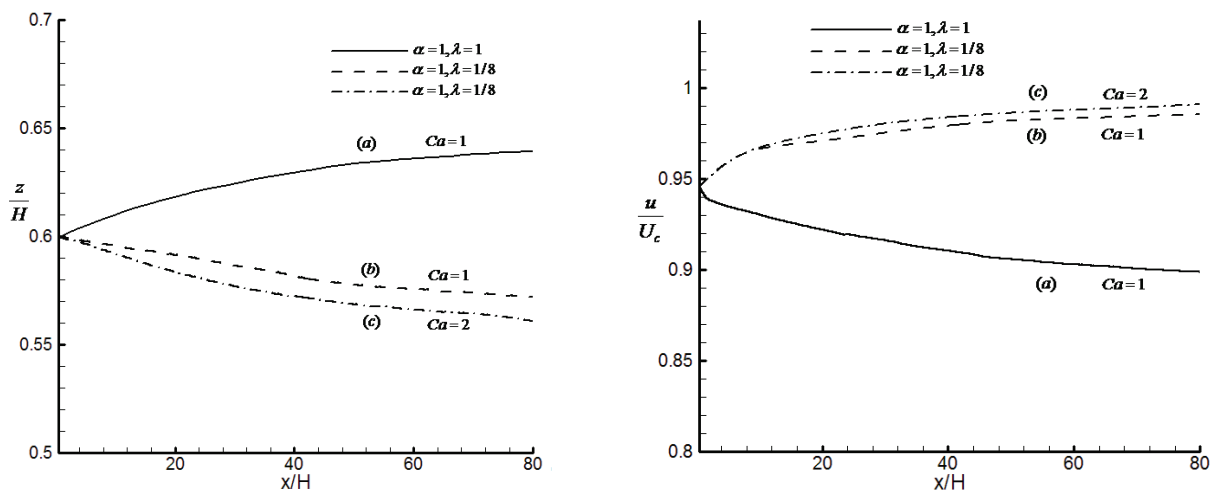 0.7
α=1,λ=1
α=1,λ=1/8
α=1,λ=1/8
0.65
(a) Ca=1
z
H
0.6
(b) Ca=1
(c) Ca=2
0.55
0.5
20 40 60 80
x/H
α=1,λ=1
α=1,λ=1/8
α=1,λ=1/8
1
(c) Ca=2
(b) Ca=1
0.95
u
U_c
0.9
(a) Ca=1
0.85
0.8
20 40 60 80
x/H